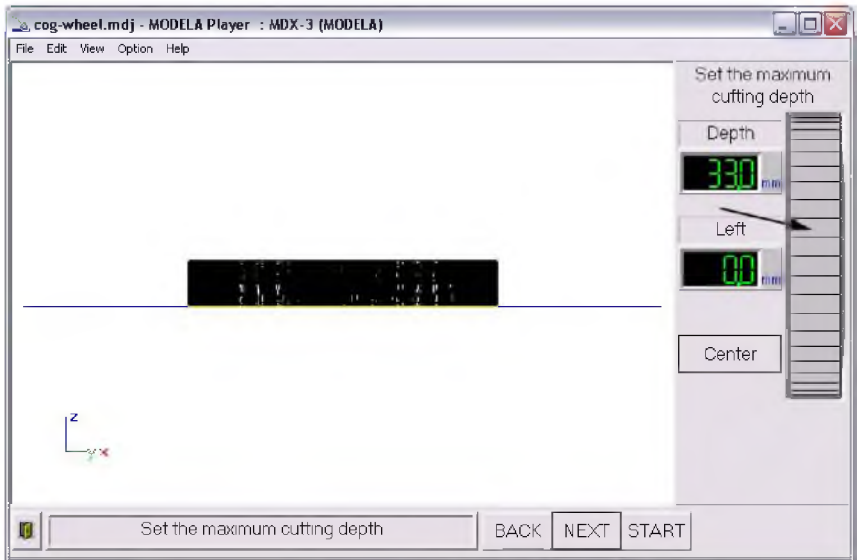 cog-wheel.mdj - MODELA Player : MDX-3 (MODELA)
File Edit View Option Help
Set the maximum
cutting depth
Depth
33.0 mm
Left
0.0 mm
Center
z
y x
Set the maximum cutting depth BACK NEXT START